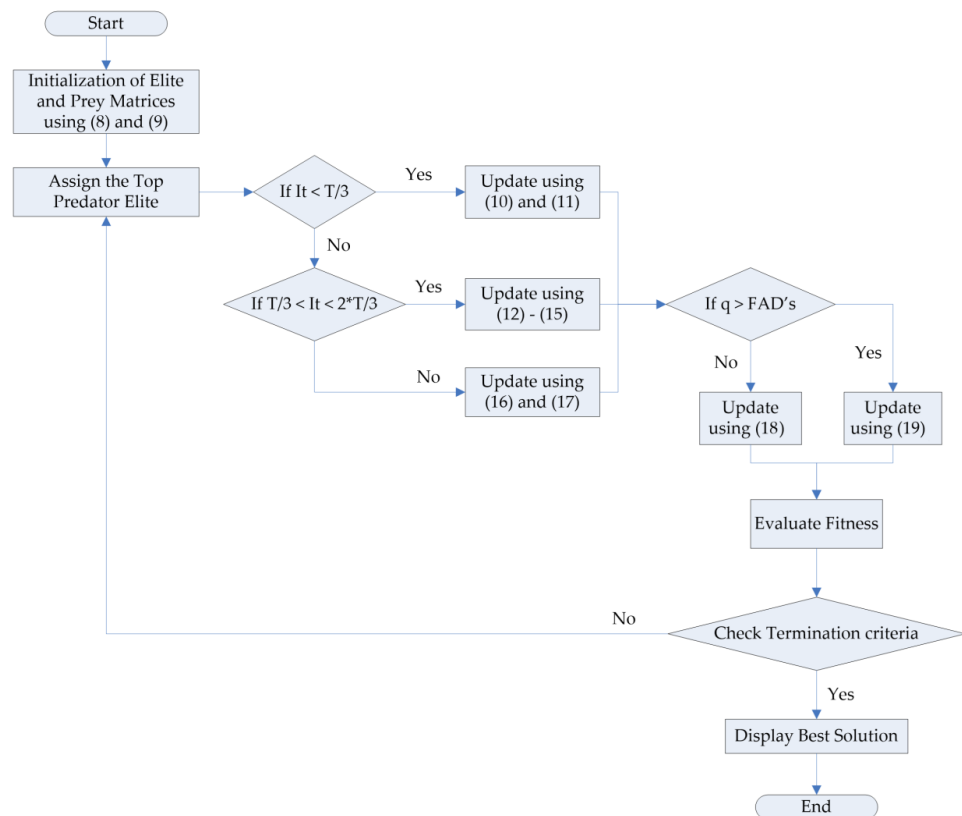 Start
Initialization of Elite
and Prey Matrices
using (8) and (9)
Assign the Top
Predator Elite
If It < T/3
Yes
Update using
(10) and (11)
No
If T/3 < It < 2*T/3
Yes
Update using
(12) - (15)
No
Update using
(16) and (17)
If q > FAD's
No
Yes
Update
using (18)
Update
using (19)
Evaluate Fitness
Check Termination criteria
No
Yes
Display Best Solution
End